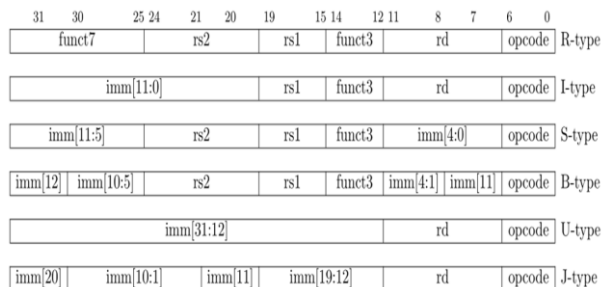 31 30 25 24 21 20 19 15 14 12 11 8 7 6 0
funct7 rs2 rs1 funct3 rd opcode R-type
imm[11:0] rs1 funct3 rd opcode I-type
imm[11:5] rs2 rs1 funct3 imm[4:0] opcode S-type
imm[12] imm[10:5] rs2 rs1 funct3 imm[4:1] imm[11] opcode B-type
imm[31:12] rd opcode U-type
imm[20] imm[10:1] imm[11] imm[19:12] rd opcode J-type